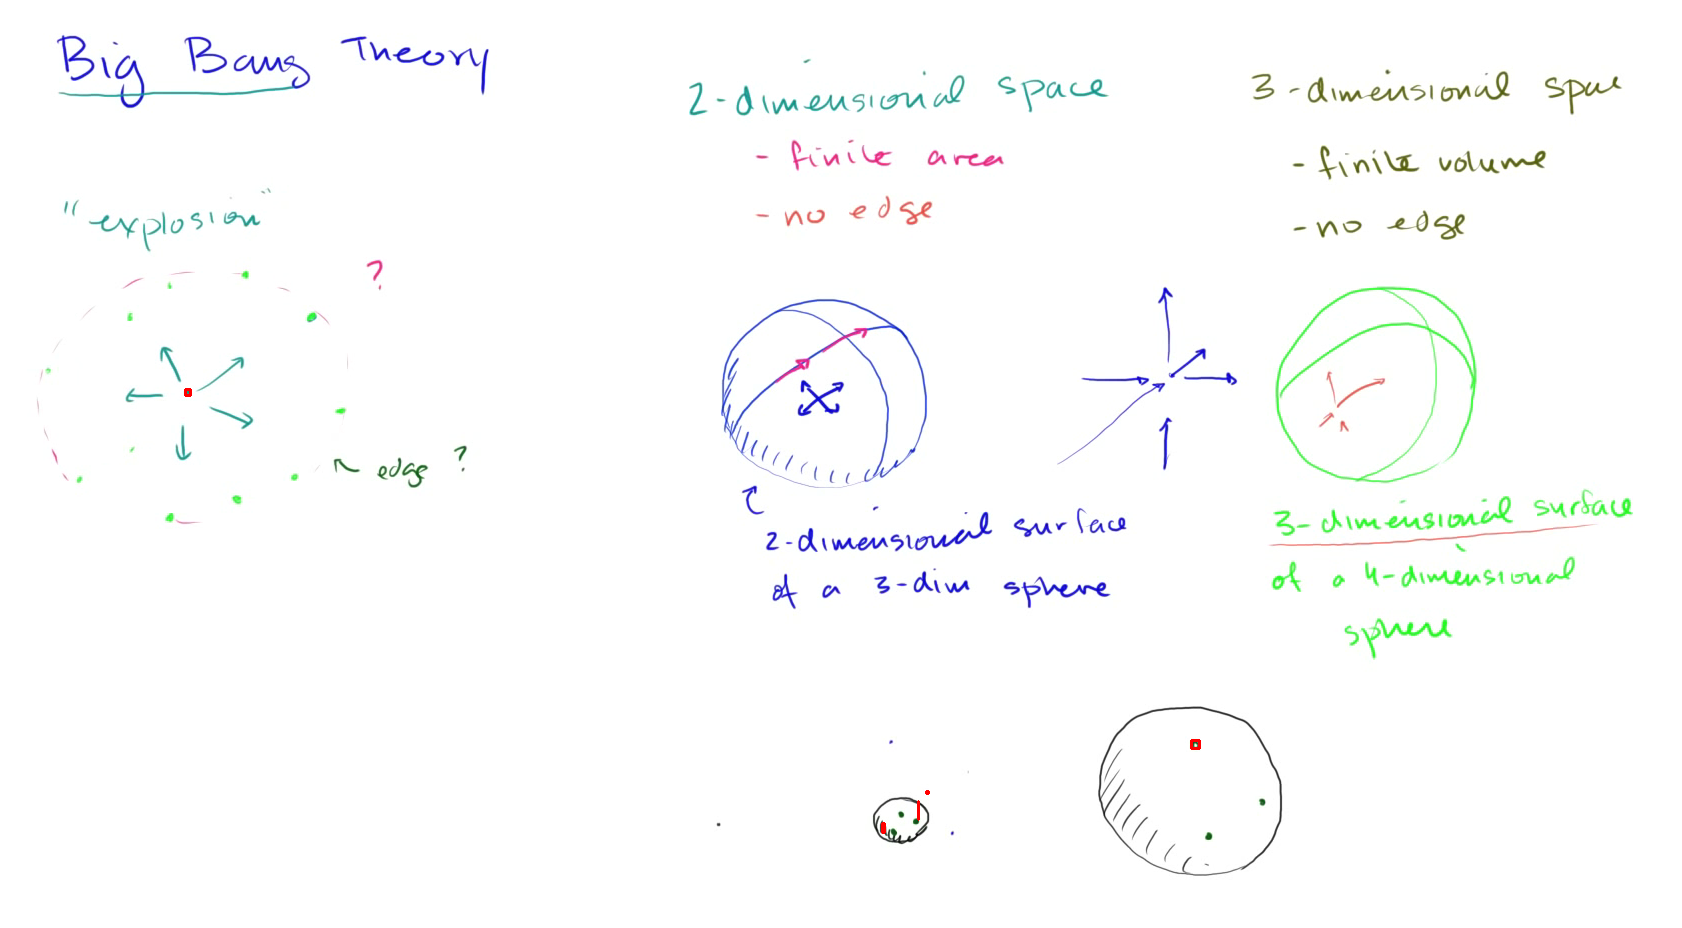 Big Bang Theory
"explosion"
?
edge ?
2-dimensional space
- finite area
- no edge
2-dimensional surface
of a 3-dim sphere
3-dimensional space
- finite volume
- no edge
3-dimensional surface
of a 4-dimensional
sphere